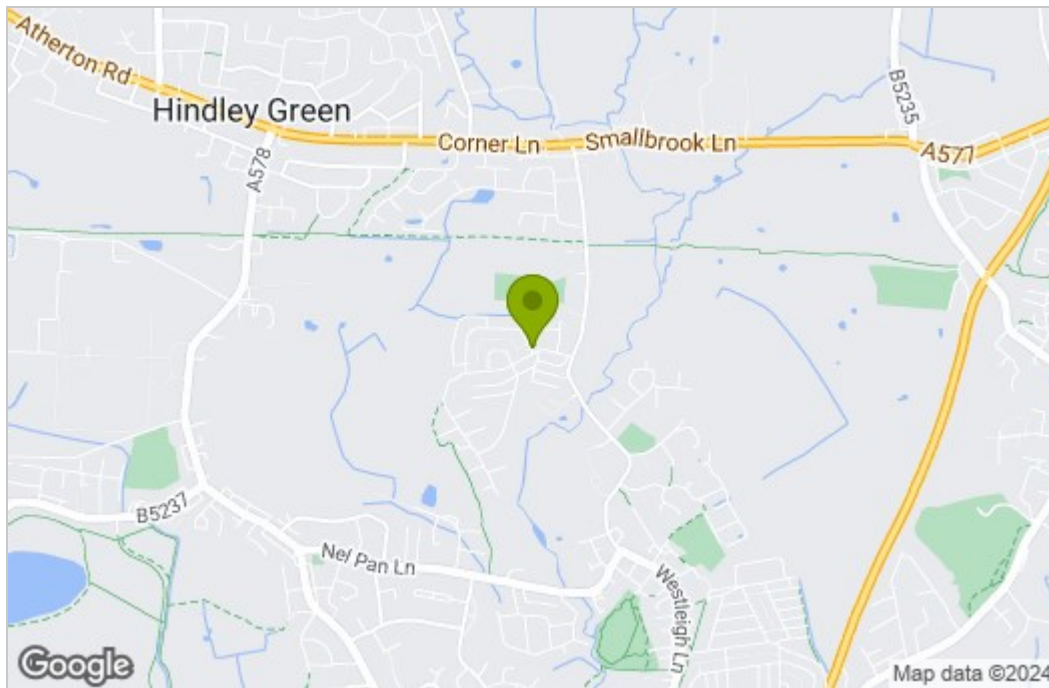 Atherton Rd
Hindley Green
A578
Corner Ln
Smallbrook Ln
B5235
A577
B5237
Nel Pan Ln
Westleigh Ln
Google
Map data ©2024